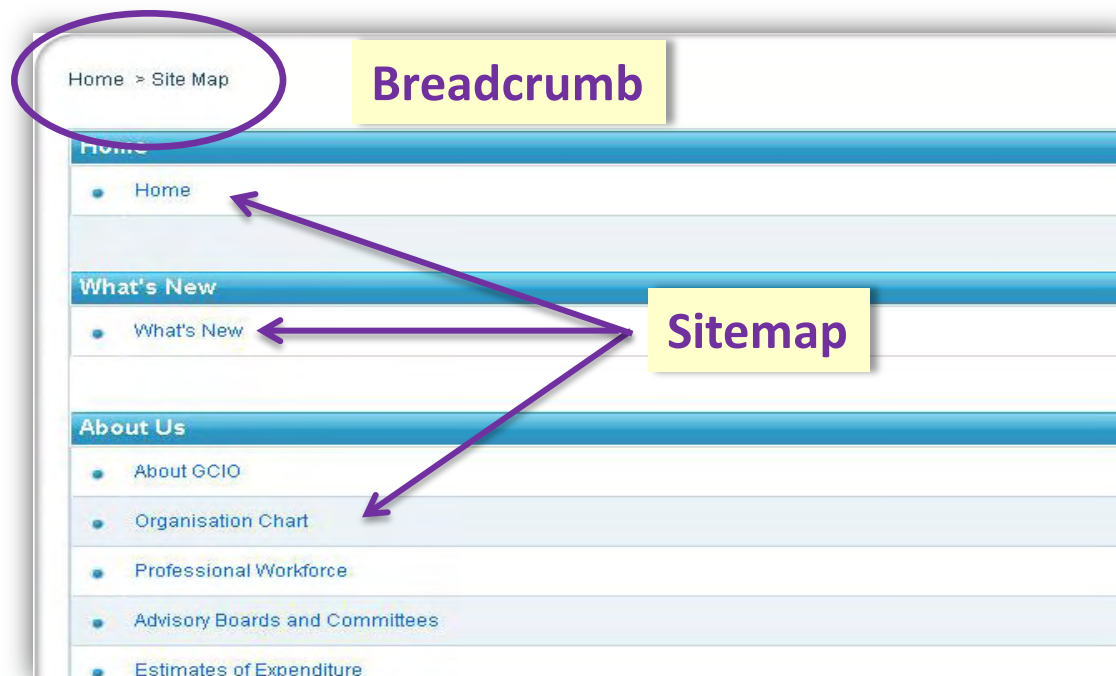 Home > Site Map
Breadcrumb
Home
Home
What's New
What's New
Sitemap
About Us
About GCIO
Organisation Chart
Professional Workforce
Advisory Boards and Committees
Estimates of Expenditure